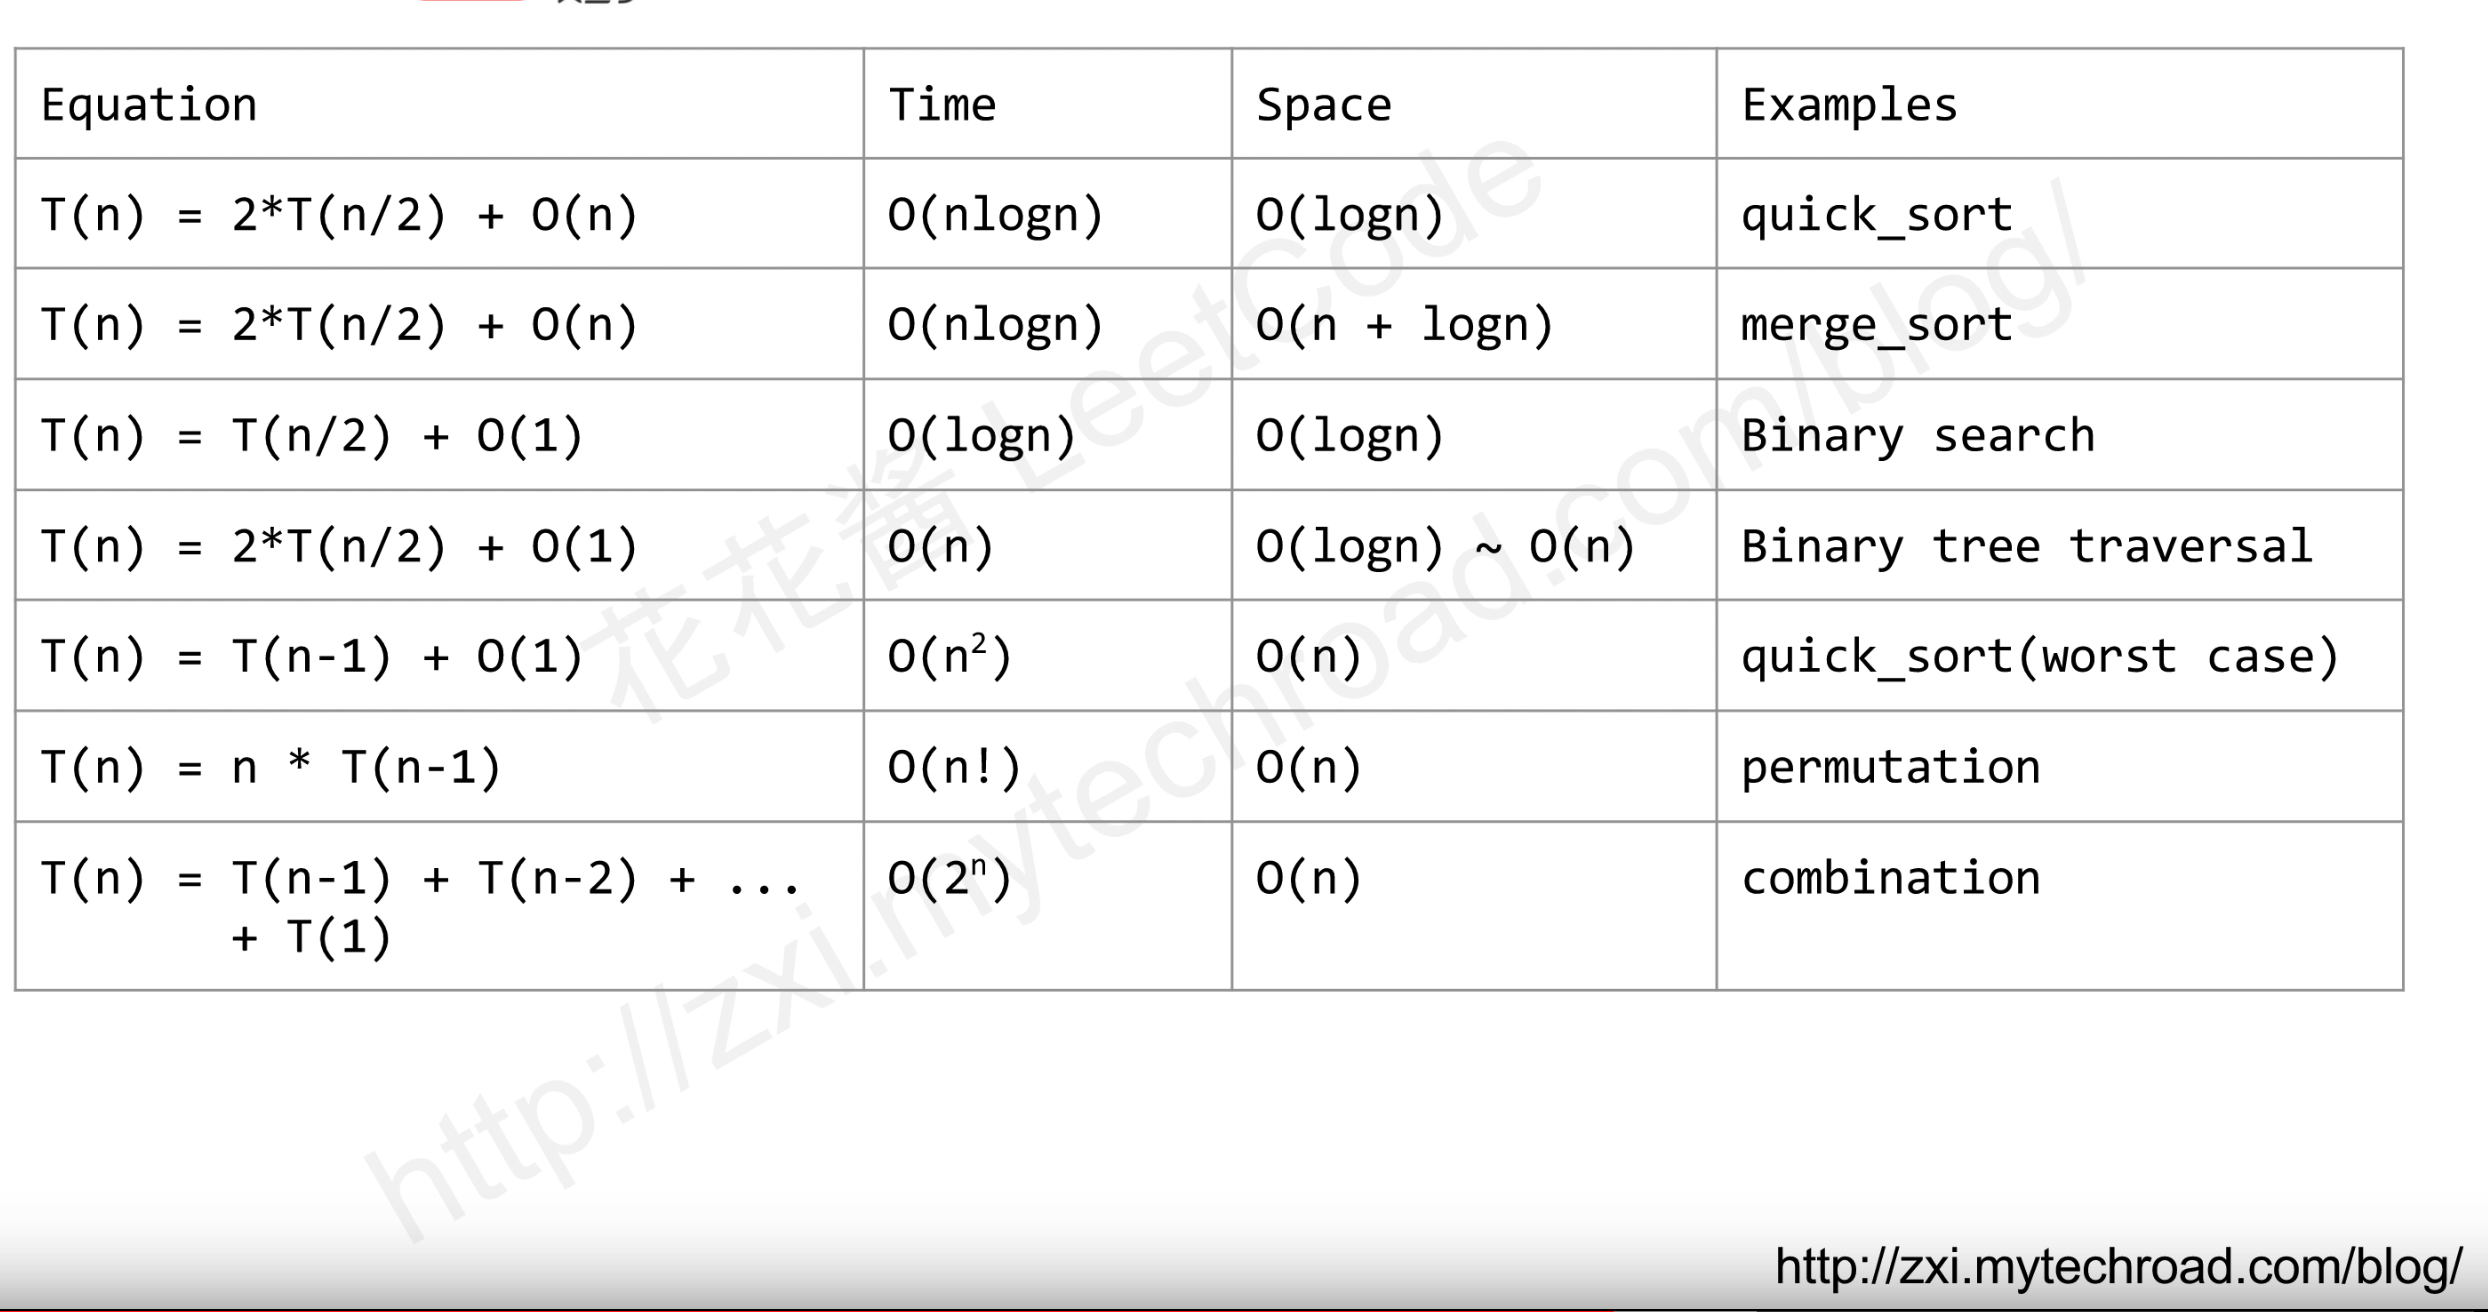 Equation Time Space Examples
T(n) = 2*T(n/2) + O(n) O(nlogn) O(logn) quick_sort
T(n) = 2*T(n/2) + O(n) O(nlogn) O(n + logn) merge_sort
T(n) = T(n/2) + O(1) O(logn) O(logn) Binary search
T(n) = 2*T(n/2) + O(1) O(n) O(logn) ~ O(n) Binary tree traversal
T(n) = T(n-1) + O(1) O(n²) O(n) quick_sort(worst case)
T(n) = n * T(n-1) O(n!) O(n) permutation
T(n) = T(n-1) + T(n-2) + ... O(2ⁿ) O(n) combination
+ T(1)
花花酱 LeetCode
http://zxi.mytechroad.com/blog/
http://zxi.mytechroad.com/blog/